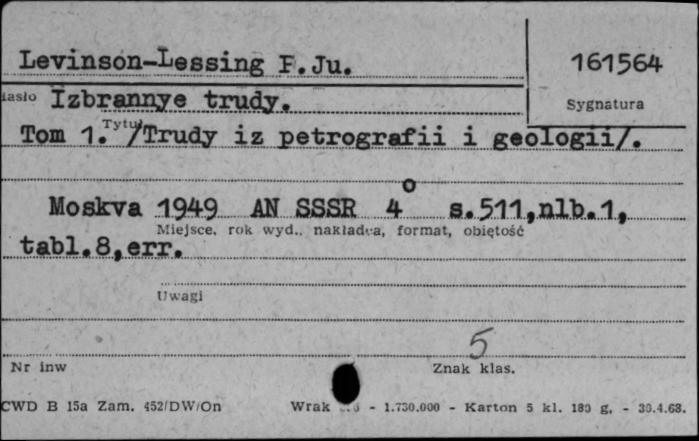 Levinson-Lessing F.Ju.
161564
Sygnatura
Izbrannye trudy.
Tytuł
Tom 1. /Trudy iz petrografii i geologii/.
Moskva 1949 AN SSSR 4° s.511,nlb.1,
Miejsce, rok wyd., nakładca, format, objętość
tabl.8,err.
Uwagi
5
Nr inw Znak klas.
CWD B 15a Zam. 452/DW/On Wrak - 1.730.000 - Karton 5 kl. 180 g. - 30.4.68.